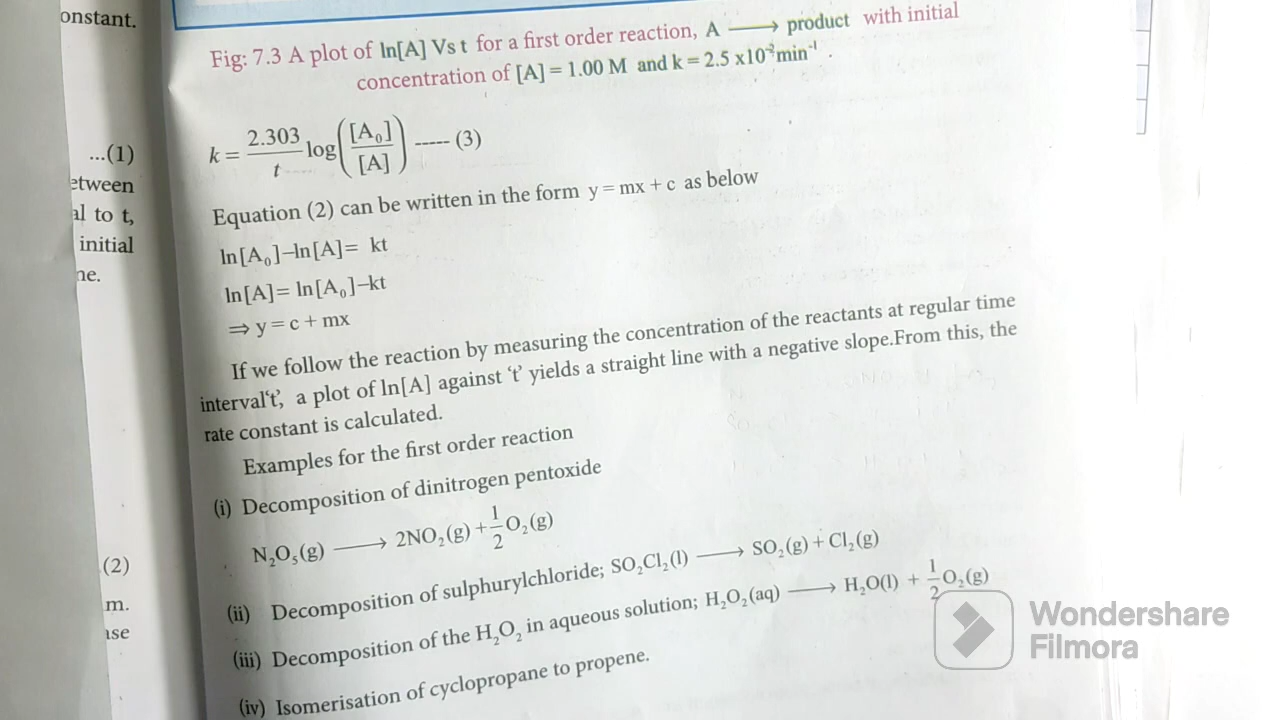 onstant.
...(1)
etween
al to t,
initial
ne.
(2)
m.
ase
Fig: 7.3 A plot of ln[A] Vs t for a first order reaction, A ⟶ product with initial
concentration of [A] = 1.00 M and k = 2.5 x10⁻²min⁻¹ .
k = 2.303/t log([A₀]/[A]) ----- (3)
Equation (2) can be written in the form y = mx + c as below
ln[A₀]–ln[A]= kt
ln[A]= ln[A₀]–kt
⇒ y = c + mx
If we follow the reaction by measuring the concentration of the reactants at regular time
interval‘t’, a plot of ln[A] against ‘t’ yields a straight line with a negative slope.From this, the
rate constant is calculated.
Examples for the first order reaction
(i) Decomposition of dinitrogen pentoxide
N₂O₅(g) ⟶ 2NO₂(g) + 1/2 O₂(g)
(ii) Decomposition of sulphurylchloride; SO₂Cl₂(l) ⟶ SO₂(g) + Cl₂(g)
(iii) Decomposition of the H₂O₂ in aqueous solution; H₂O₂(aq) ⟶ H₂O(l) + 1/2 O₂(g)
(iv) Isomerisation of cyclopropane to propene.
Wondershare
Filmora